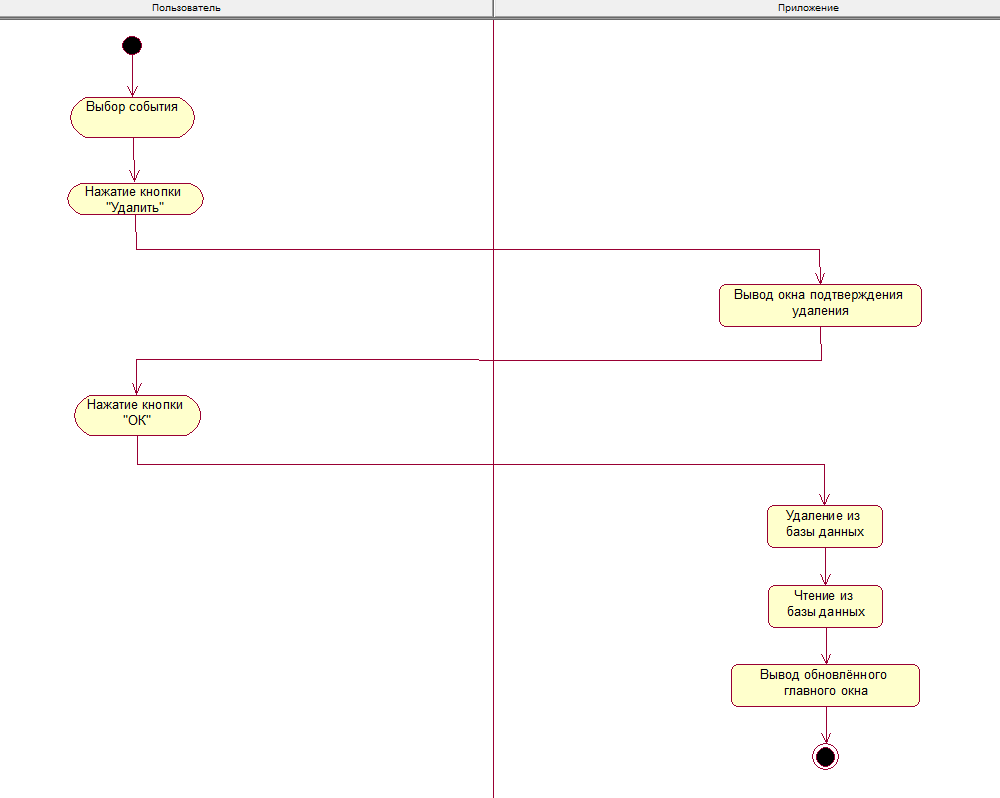 Пользователь
Приложение
Выбор события
Нажатие кнопки
"Удалить"
Вывод окна подтверждения
удаления
Нажатие кнопки
"ОК"
Удаление из
базы данных
Чтение из
базы данных
Вывод обновлённого
главного окна